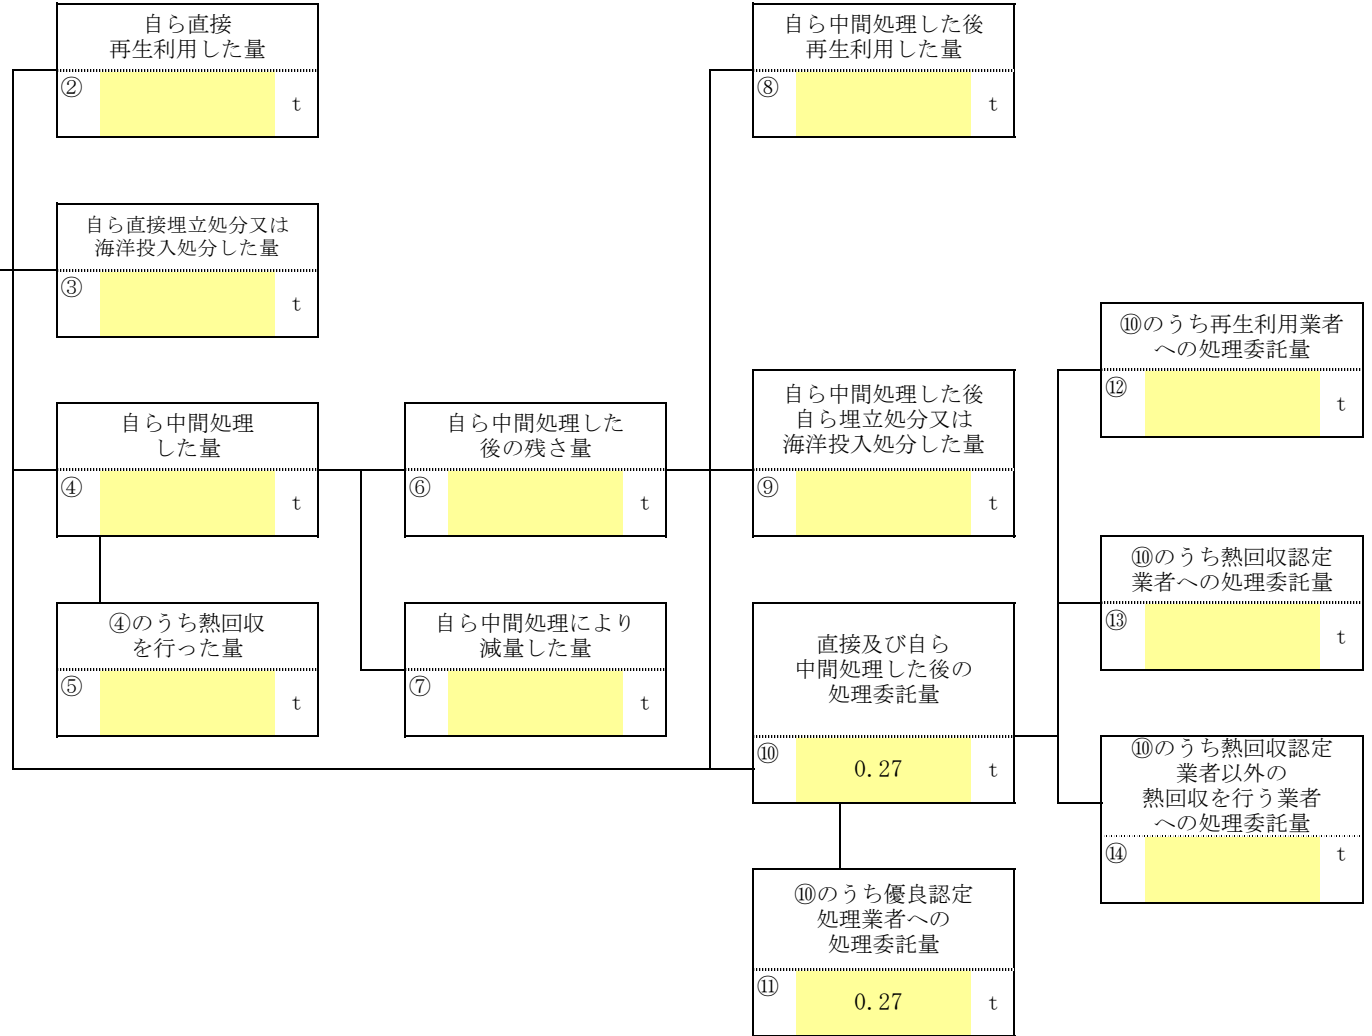 自ら直接
再生利用した量
②
t
自ら中間処理した後
再生利用した量
⑧
t
自ら直接埋立処分又は
海洋投入処分した量
③
t
⑩のうち再生利用業者
への処理委託量
⑫
t
自ら中間処理
した量
④
t
自ら中間処理した
後の残さ量
⑥
t
自ら中間処理した後
自ら埋立処分又は
海洋投入処分した量
⑨
t
⑩のうち熱回収認定
業者への処理委託量
⑬
t
④のうち熱回収
を行った量
⑤
t
自ら中間処理により
減量した量
⑦
t
直接及び自ら
中間処理した後の
処理委託量
⑩ 0.27 t
⑩のうち熱回収認定
業者以外の
熱回収を行う業者
への処理委託量
⑭
t
⑩のうち優良認定
処理業者への
処理委託量
⑪ 0.27 t